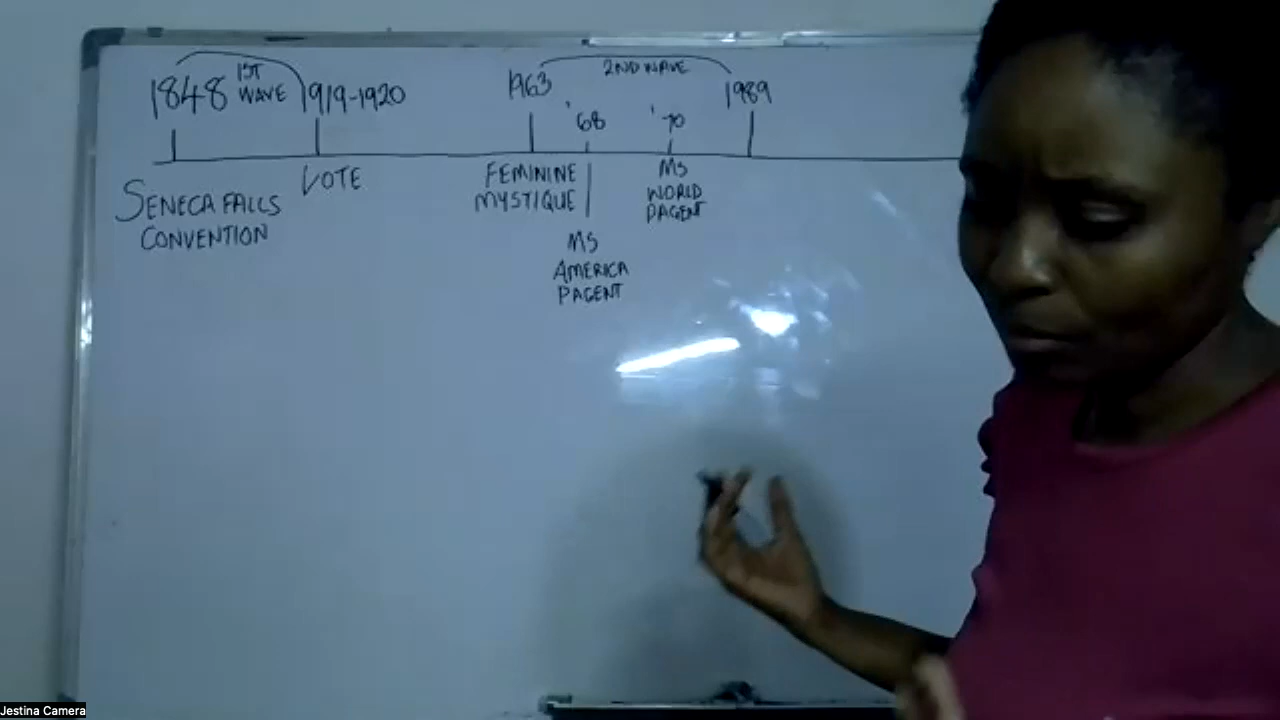 1848
1ST
WAVE
1919-1920
1963
2ND WAVE
1989
'68
'70
SENECA FALLS
CONVENTION
VOTE
FEMININE
MYSTIQUE
MS
AMERICA
PAGENT
MS
WORLD
PAGENT
Jestina Camera